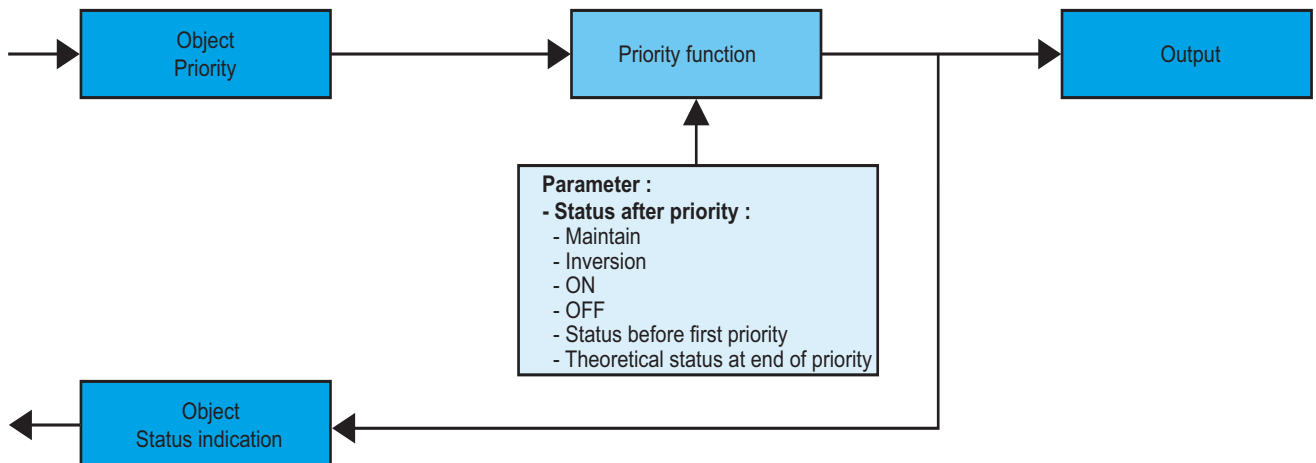 Object
Priority
Priority function
Output
Parameter :
- Status after priority :
- Maintain
- Inversion
- ON
- OFF
- Status before first priority
- Theoretical status at end of priority
Object
Status indication